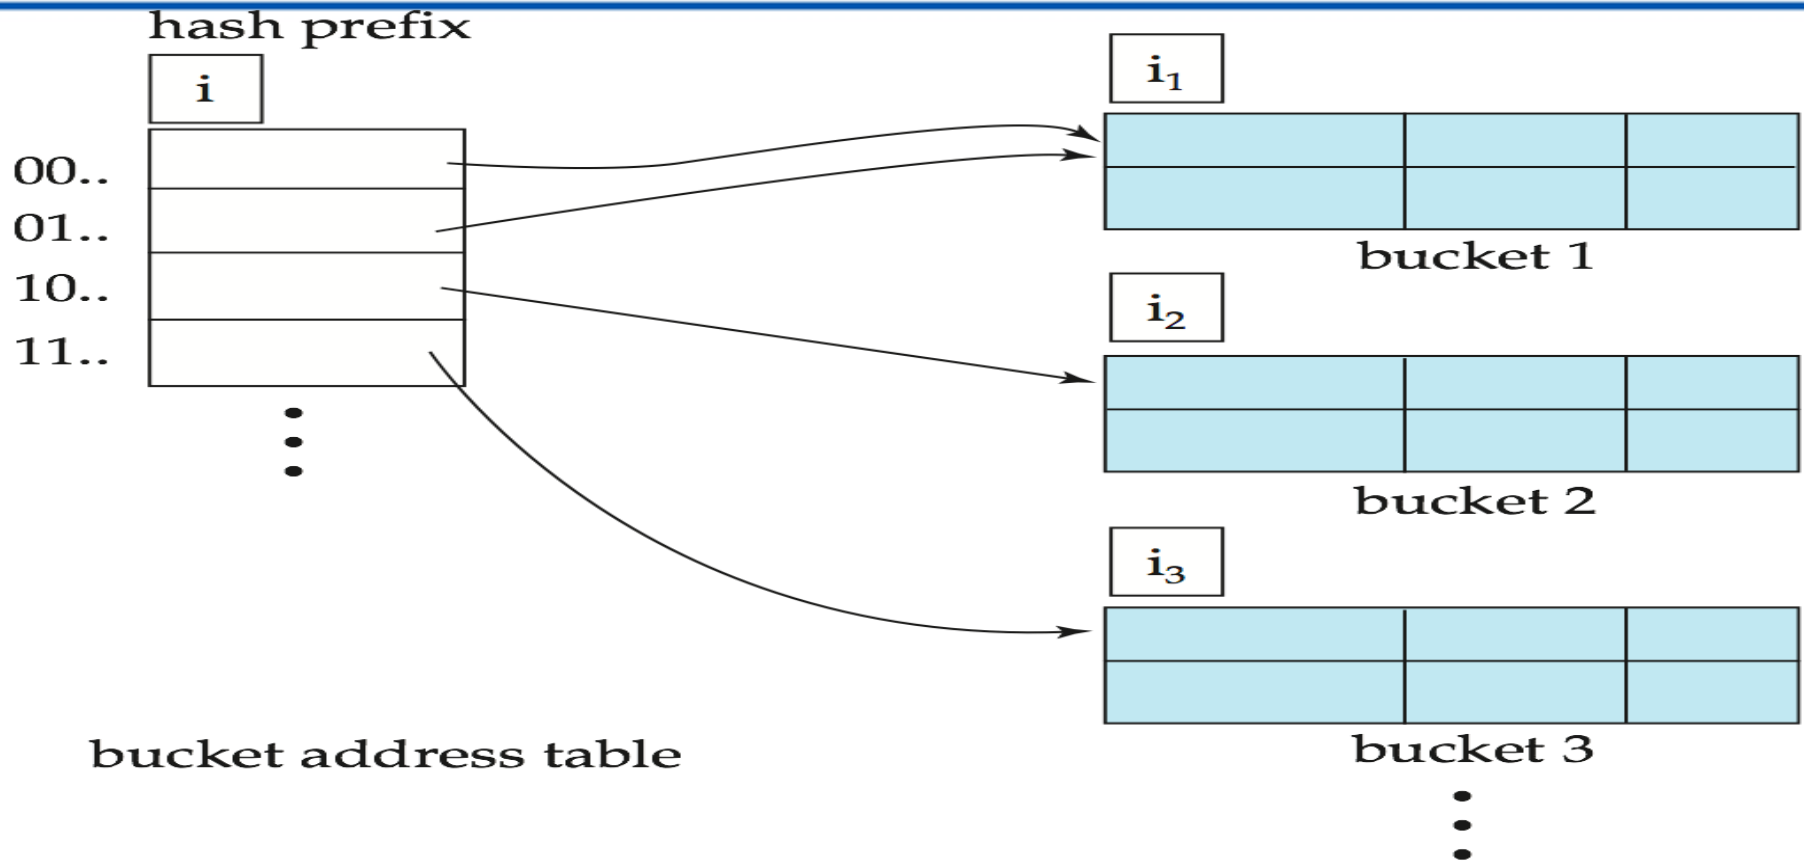 hash prefix
i
00..
01..
10..
11..
bucket address table
i₁
bucket 1
i₂
bucket 2
i₃
bucket 3